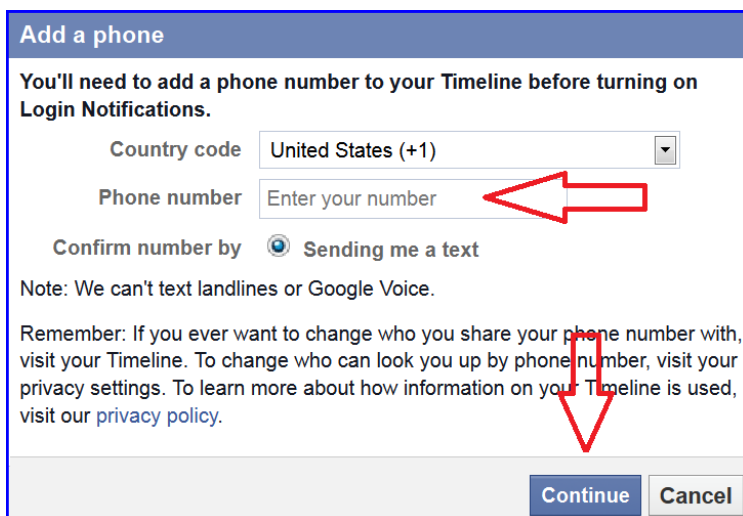 Add a phone
You'll need to add a phone number to your Timeline before turning on
Login Notifications.
Country code United States (+1)
Phone number Enter your number
Confirm number by Sending me a text
Note: We can't text landlines or Google Voice.
Remember: If you ever want to change who you share your phone number with,
visit your Timeline. To change who can look you up by phone number, visit your
privacy settings. To learn more about how information on your Timeline is used,
visit our privacy policy.
Continue Cancel